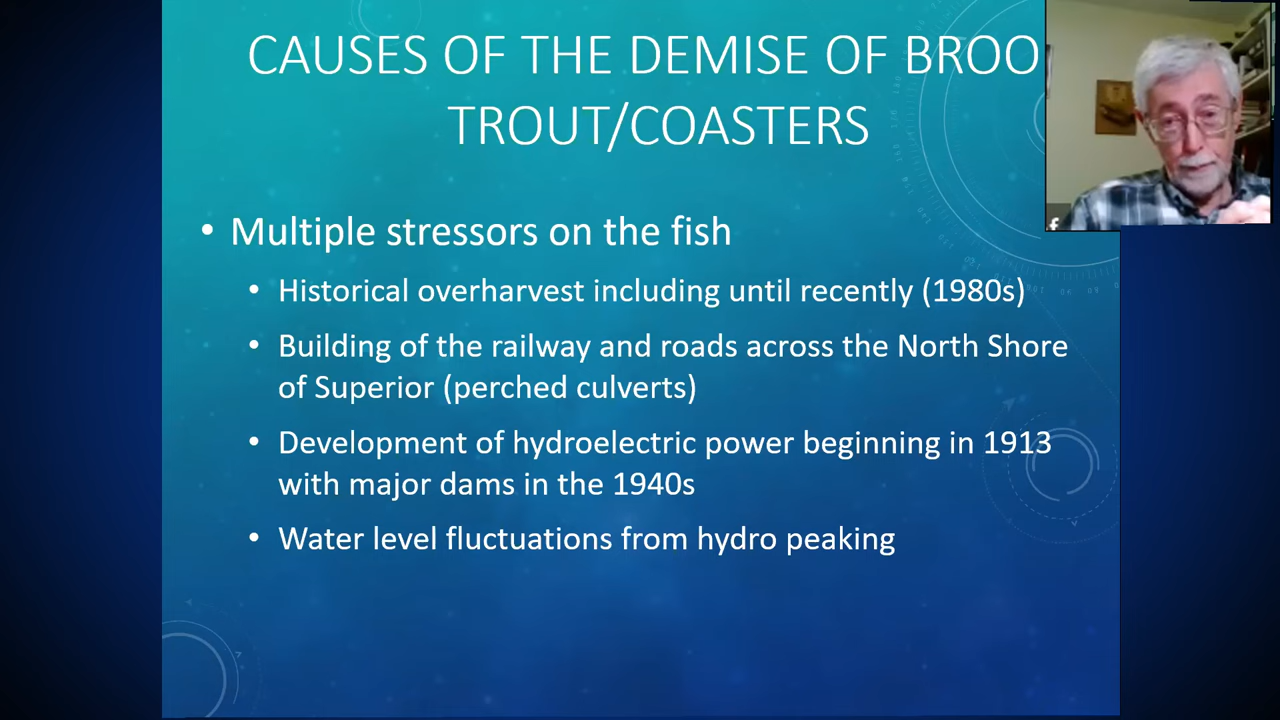 CAUSES OF THE DEMISE OF BROO
TROUT/COASTERS
• Multiple stressors on the fish
• Historical overharvest including until recently (1980s)
• Building of the railway and roads across the North Shore
of Superior (perched culverts)
• Development of hydroelectric power beginning in 1913
with major dams in the 1940s
• Water level fluctuations from hydro peaking